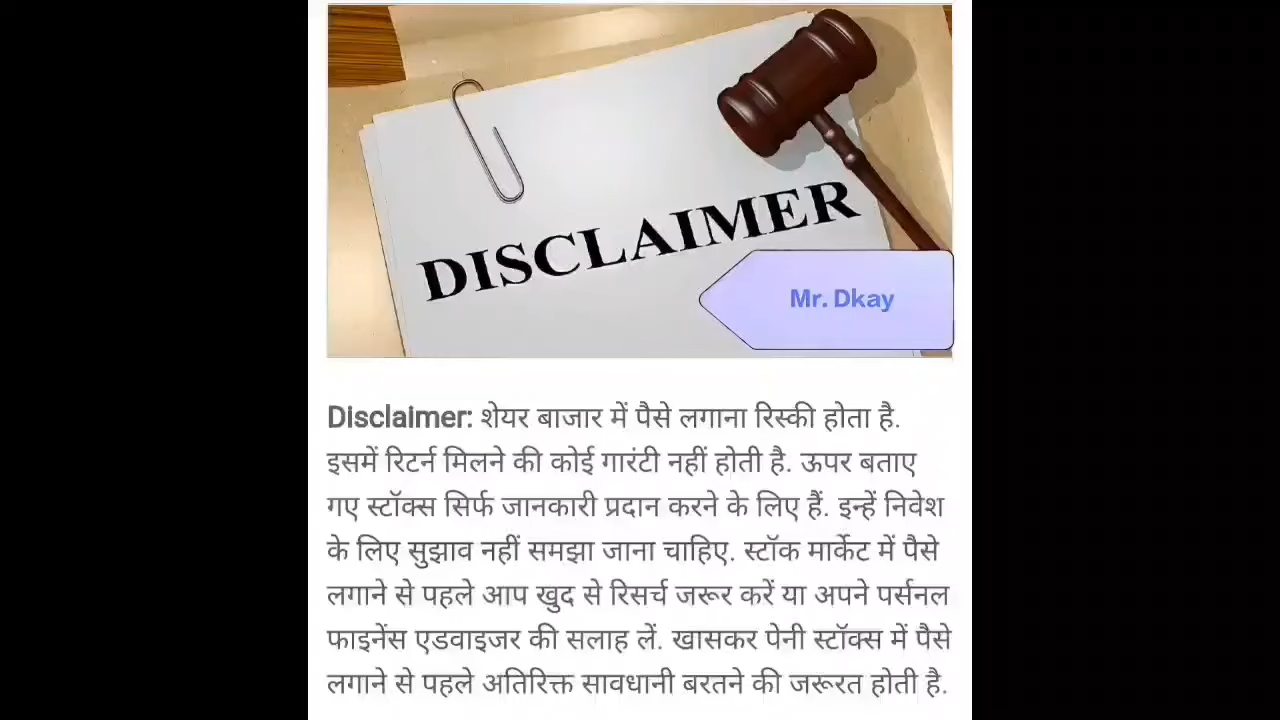 DISCLAIMER
Mr. Dkay
Disclaimer: शेयर बाजार में पैसे लगाना रिस्की होता है.
इसमें रिटर्न मिलने की कोई गारंटी नहीं होती है. ऊपर बताए
गए स्टॉक्स सिर्फ जानकारी प्रदान करने के लिए हैं. इन्हें निवेश
के लिए सुझाव नहीं समझा जाना चाहिए. स्टॉक मार्केट में पैसे
लगाने से पहले आप खुद से रिसर्च जरूर करें या अपने पर्सनल
फाइनेंस एडवाइजर की सलाह लें. खासकर पेनी स्टॉक्स में पैसे
लगाने से पहले अतिरिक्त सावधानी बरतने की जरूरत होती है.